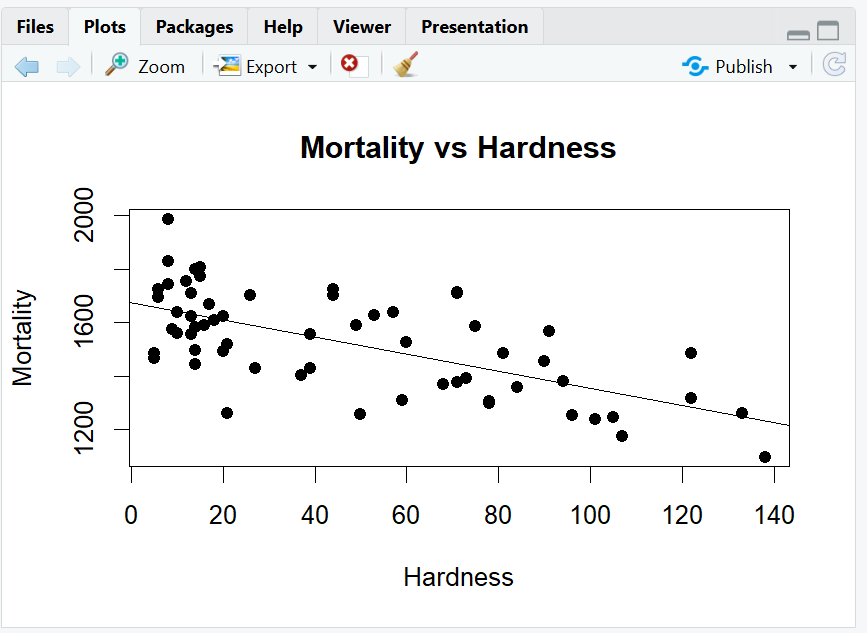 Files Plots Packages Help Viewer Presentation
Zoom Export Publish
Mortality vs Hardness
2000
1600
1200
Mortality
0 20 40 60 80 100 120 140
Hardness